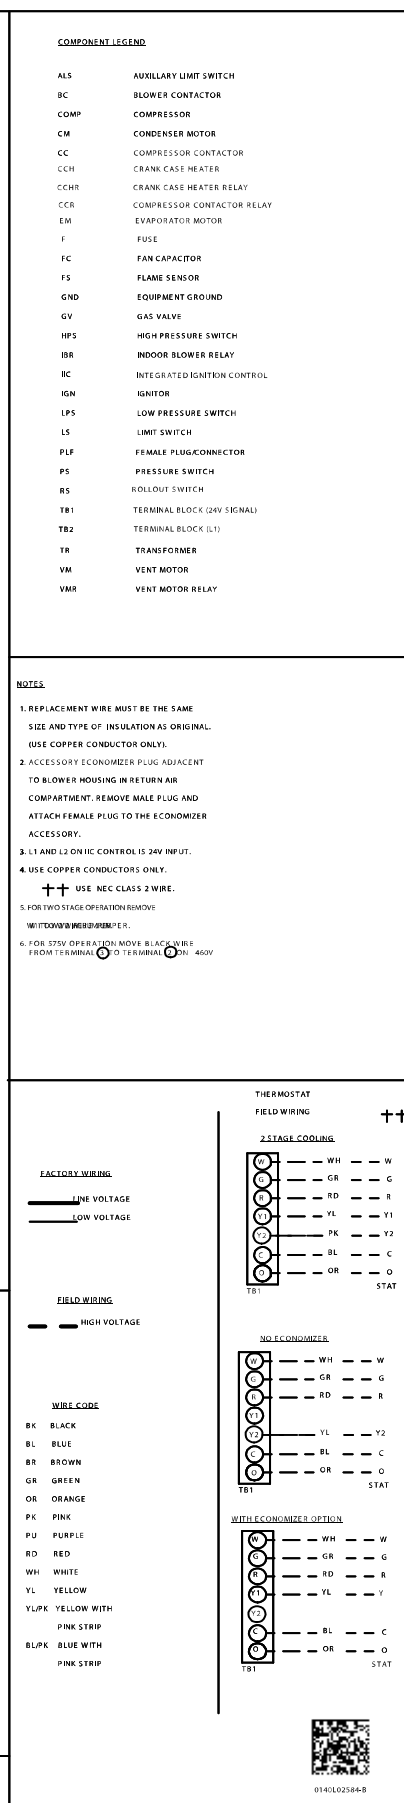 COMPONENT LEGEND
ALS AUXILLARY LIMIT SWITCH
BC BLOWER CONTACTOR
COMP COMPRESSOR
CM CONDENSER MOTOR
CC COMPRESSOR CONTACTOR
CCH CRANK CASE HEATER
CCHR CRANK CASE HEATER RELAY
CCR COMPRESSOR CONTACTOR RELAY
EM EVAPORATOR MOTOR
F FUSE
FC FAN CAPACITOR
FS FLAME SENSOR
GND EQUIPMENT GROUND
GV GAS VALVE
HPS HIGH PRESSURE SWITCH
IBR INDOOR BLOWER RELAY
IIC INTEGRATED IGNITION CONTROL
IGN IGNITOR
LPS LOW PRESSURE SWITCH
LS LIMIT SWITCH
PLF FEMALE PLUG/CONNECTOR
PS PRESSURE SWITCH
RS ROLLOUT SWITCH
TB1 TERMINAL BLOCK (24V SIGNAL)
TB2 TERMINAL BLOCK (L1)
TR TRANSFORMER
VM VENT MOTOR
VMR VENT MOTOR RELAY
NOTES
1. REPLACEMENT WIRE MUST BE THE SAME
SIZE AND TYPE OF INSULATION AS ORIGINAL.
(USE COPPER CONDUCTOR ONLY).
2. ACCESSORY ECONOMIZER PLUG ADJACENT
TO BLOWER HOUSING IN RETURN AIR
COMPARTMENT. REMOVE MALE PLUG AND
ATTACH FEMALE PLUG TO THE ECONOMIZER
ACCESSORY.
3. L1 AND L2 ON IIC CONTROL IS 24V INPUT.
4. USE COPPER CONDUCTORS ONLY.
†† USE NEC CLASS 2 WIRE.
5. FOR TWO STAGE OPERATION REMOVE
6. FOR 575V OPERATION MOVE BLACK WIRE
FROM TERMINAL 3 TO TERMINAL 2 ON 460V
FACTORY WIRING
LINE VOLTAGE
LOW VOLTAGE
FIELD WIRING
HIGH VOLTAGE
WIRE CODE
BK BLACK
BL BLUE
BR BROWN
GR GREEN
OR ORANGE
PK PINK
PU PURPLE
RD RED
WH WHITE
YL YELLOW
YL/PK YELLOW WITH
PINK STRIP
BL/PK BLUE WITH
PINK STRIP
THERMOSTAT
FIELD WIRING ††
2 STAGE COOLING
W WH W
G GR G
R RD R
Y1 YL Y1
Y2 PK Y2
C BL C
O OR O
TB1 STAT
NO ECONOMIZER
W WH W
G GR G
R RD R
Y1
Y2 YL Y2
C BL C
O OR O
TB1 STAT
WITH ECONOMIZER OPTION
W WH W
G GR G
R RD R
Y1 YL Y
Y2
C BL C
O OR O
TB1 STAT
0140L02584-B